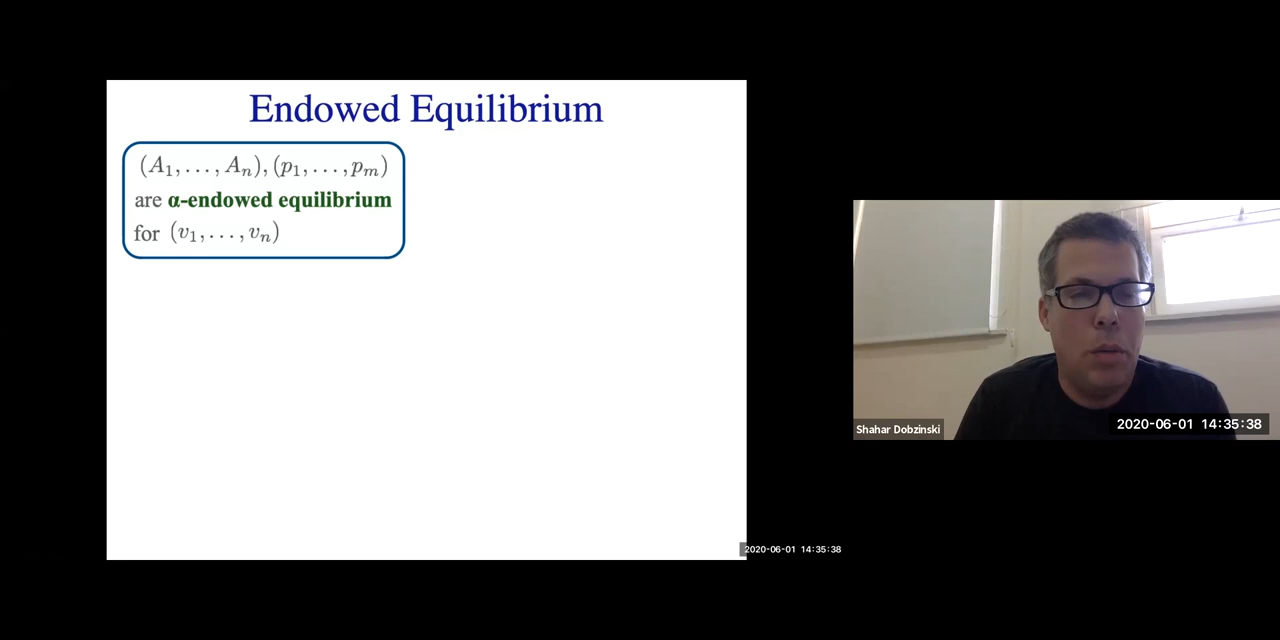 Endowed Equilibrium
(A₁, . . . , Aₙ), (p₁, . . . , pₘ)
are α-endowed equilibrium
for (v₁, . . . , vₙ)
Shahar Dobzinski
2020-06-01 14:35:38
2020-06-01 14:35:38